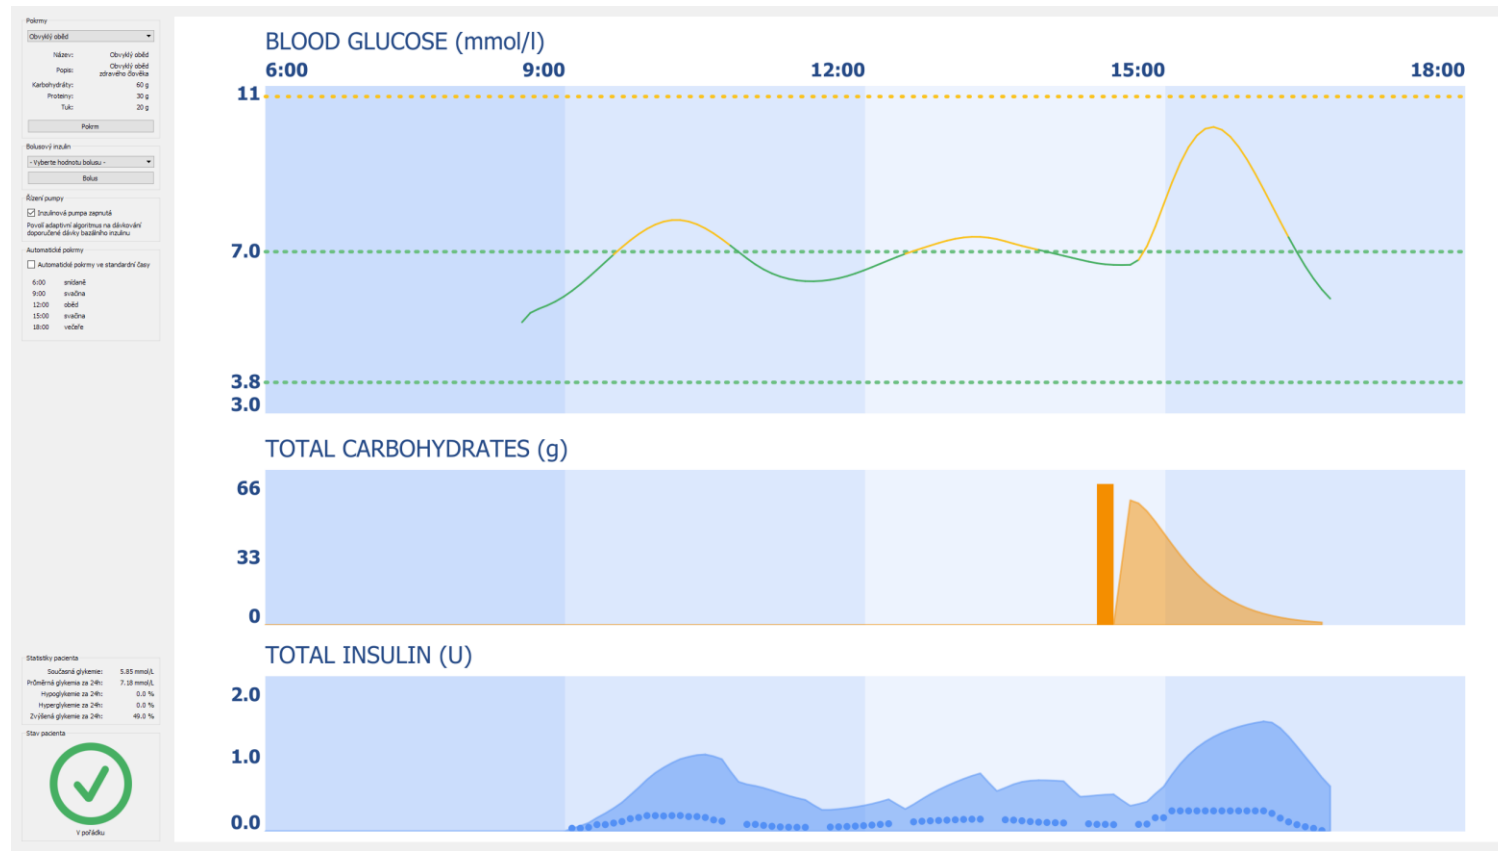 Pokrmy
Obvyklý oběd
Název: Obvyklý oběd
Popis: Obvyklý oběd
zdravého člověka
Karbohydráty: 60 g
Proteiny: 30 g
Tuk: 20 g
Pokrm
Bolusový inzulín
- Vyberte hodnotu bolusu -
Bolus
Řízení pumpy
Inzulínová pumpa zapnutá
Povolí adaptivní algoritmus na dávkování
doporučené dávky bazálního inzulínu
Automatické pokrmy
Automatické pokrmy ve standardní časy
6:00 snídaně
9:00 svačina
12:00 oběd
15:00 svačina
18:00 večeře
Statistiky pacienta
Současná glykemie: 5.85 mmol/L
Průměrná glykemie za 24h: 7.18 mmol/L
Hypoglykemie za 24h: 0.0 %
Hyperglykemie za 24h: 0.0 %
Zvýšená glykemie za 24h: 49.0 %
Stav pacienta
V pořádku
BLOOD GLUCOSE (mmol/l)
6:00 9:00 12:00 15:00 18:00
11
7.0
3.8
3.0
TOTAL CARBOHYDRATES (g)
66
33
0
TOTAL INSULIN (U)
2.0
1.0
0.0